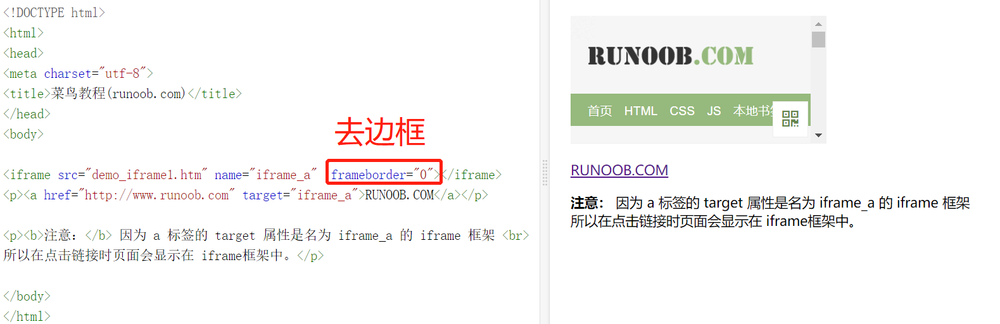 <!DOCTYPE html>
<html>
<head>
<meta charset="utf-8">
<title>菜鸟教程(runoob.com)</title>
</head>
<body>
去边框
<iframe src="demo_iframe1.htm" name="iframe_a"  frameborder="0"></iframe>
<p><a href="http://www.runoob.com" target="iframe_a">RUNOOB.COM</a></p>
<p><b>注意：</b> 因为 a 标签的 target 属性是名为 iframe_a 的 iframe 框架 <br>
所以在点击链接时页面会显示在 iframe框架中。</p>
</body>
</html>
RUNOOB.COM
首页 HTML CSS JS 本地书
RUNOOB.COM
注意： 因为 a 标签的 target 属性是名为 iframe_a 的 iframe 框架
所以在点击链接时页面会显示在 iframe框架中。